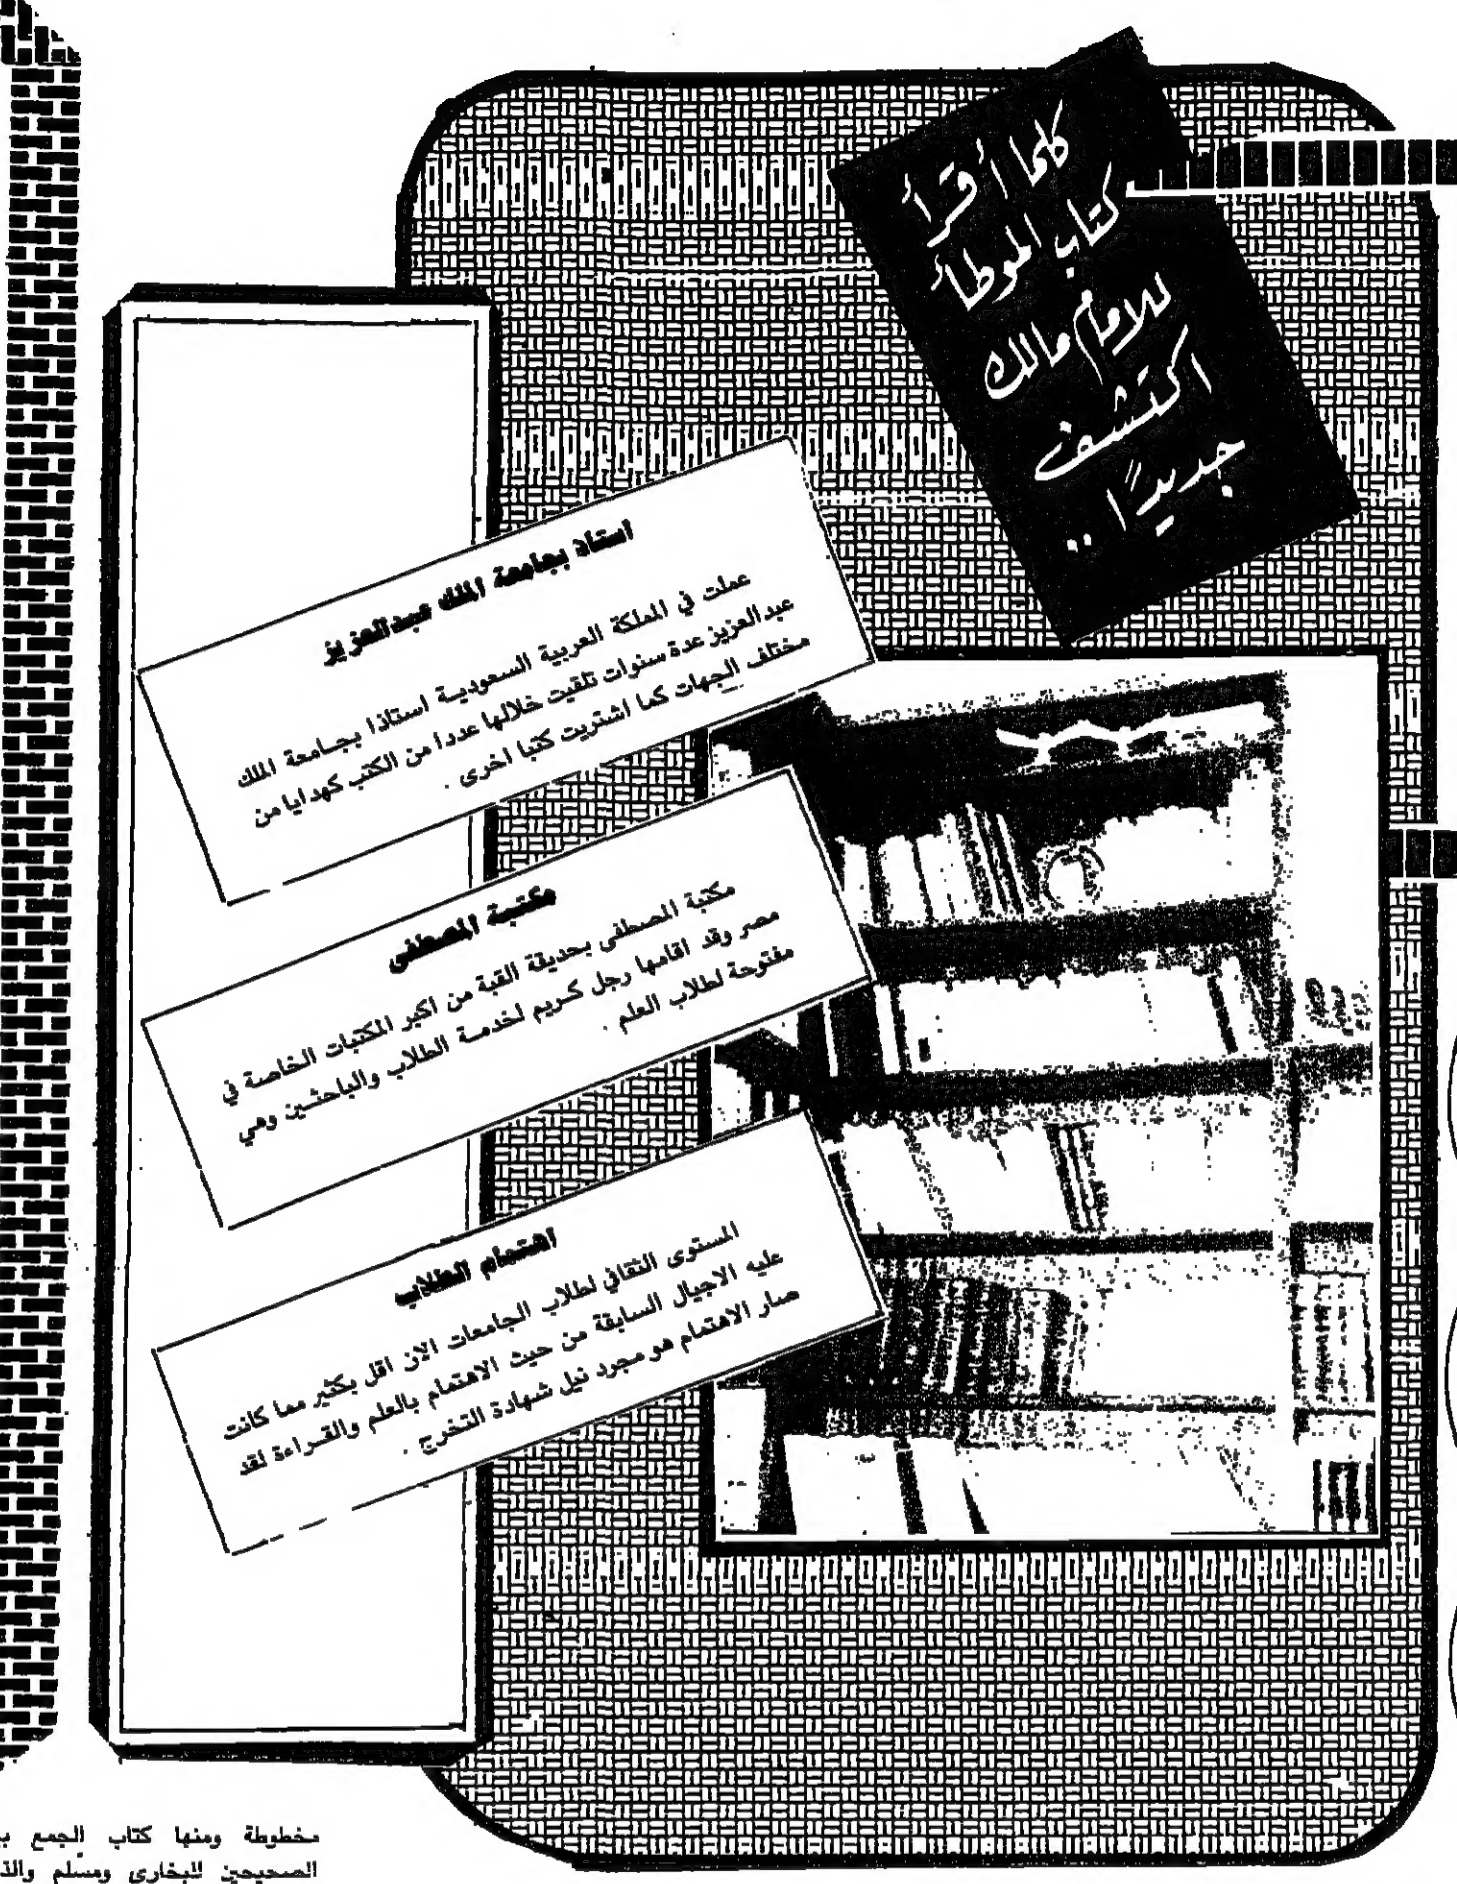 كلما أقرأ
كتاب الموطأ
للامام مالك
اكتشف
جديدًا ..
استاذ بجامعة الملك عبدالعزيز
عملت في المملكة العربية السعودية استاذا بجامعة الملك
عبدالعزيز عدة سنوات تلقيت خلالها عددا من الكتب كهدايا من
مختلف الجهات كما اشتريت كتبا اخرى .
مكتبة المصطفى
مكتبة المصطفى بحديقة القبة من اكبر المكتبات الخاصة في
مصر وقد اقامها رجل كريم لخدمة الطلاب والباحثين وهي
مفتوحة لطلاب العلم .
اهتمام الطلاب
المستوى الثقافي لطلاب الجامعات الان اقل بكثير مما كانت
عليه الاجيال السابقة من حيث الاهتمام بالعلم والقراءة لقد
صار الاهتمام هو مجرد نيل شهادة التخرج .
مخطوطة ومنها كتاب الجمع
الصحيحين للبخارى ومسلم